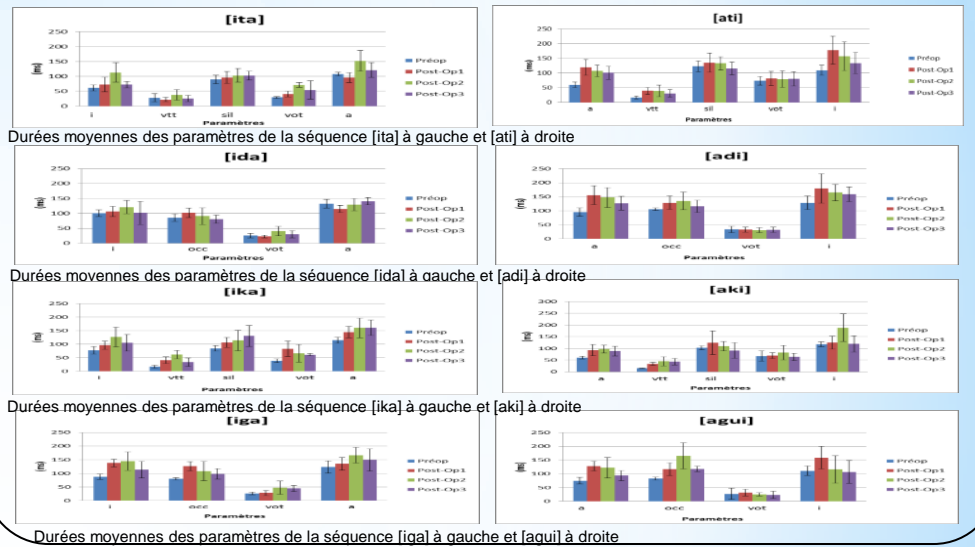 [ita] [ati]
250 250
200 200
150 150
100 100
50 50
0 0
(ms) (ms)
i vtt sil vot a a vtt sil vot i
Paramètres Paramètres
Préop Post-Op1 Post-Op2 Post-Op3
Préop Post-Op1 Post-Op2 Post-Op3
Durées moyennes des paramètres de la séquence [ita] à gauche et [ati] à droite
[ida] [adi]
250 250
200 200
150 150
100 100
50 50
0 0
(ms) (ms)
i occ vot a a occ vot i
Préop Post-Op1 Post-Op2 Post-Op3
Préop Post-Op1 Post-Op2 Post-Op3
Durées moyennes des paramètres de la séquence [ida] à gauche et [adi] à droite
[ika] [aki]
250 300
200 250
150 200
100 150
50 100
0 50
0
(ms) (ms)
i vtt sil vot a a vtt sil vot i
Paramètres Paramètres
Préop Post-Op1 Post-Op2 Post-Op3
Préop Post-Op1 Post-Op2 Post-Op3
Durées moyennes des paramètres de la séquence [ika] à gauche et [aki] à droite
[iga] [agui]
250 250
200 200
150 150
100 100
50 50
0 0
(ms) (ms)
i occ vot a a occ vot i
Paramètres Paramètres
Préop Post-Op1 Post-Op2 Post-Op3
Préop Post-Op1 Post-Op2 Post-Op3
Durées moyennes des paramètres de la séquence [iga] à gauche et [agui] à droite